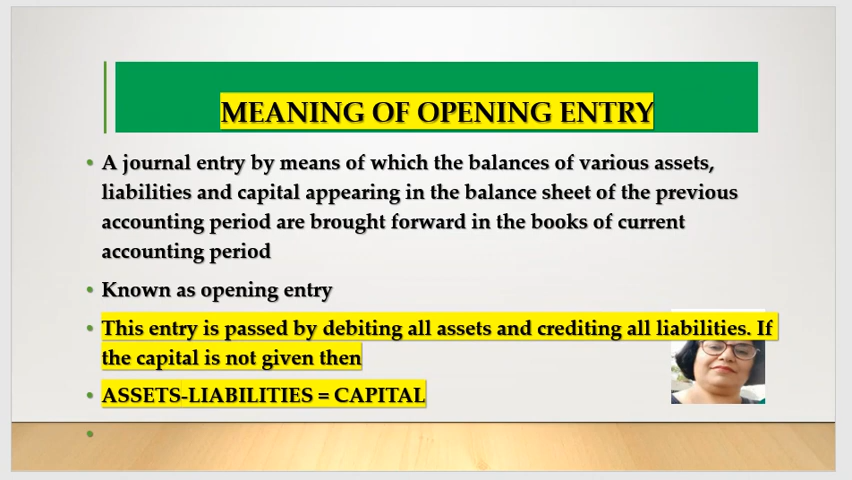 MEANING OF OPENING ENTRY
• A journal entry by means of which the balances of various assets,
liabilities and capital appearing in the balance sheet of the previous
accounting period are brought forward in the books of current
accounting period
• Known as opening entry
• This entry is passed by debiting all assets and crediting all liabilities. If
the capital is not given then
• ASSETS-LIABILITIES = CAPITAL
•